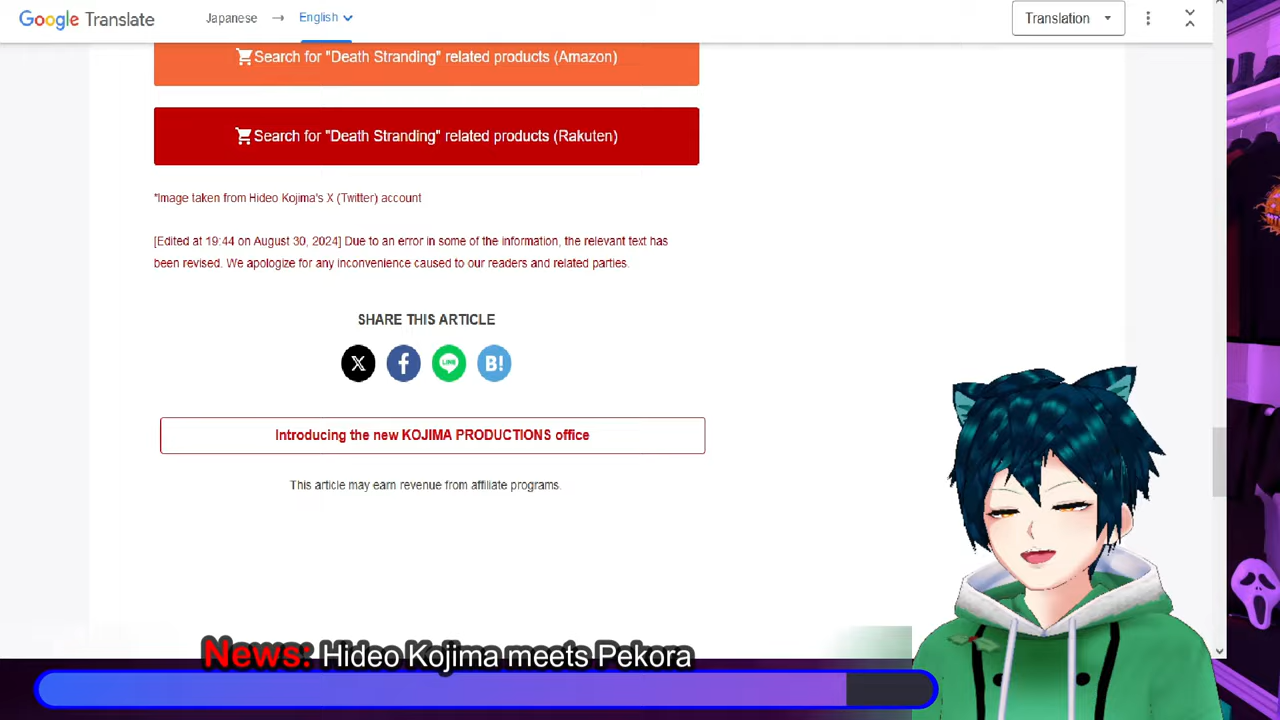 Google Translate
Japanese → English
Translation
Search for "Death Stranding" related products (Amazon)
Search for "Death Stranding" related products (Rakuten)
*Image taken from Hideo Kojima's X (Twitter) account
[Edited at 19:44 on August 30, 2024] Due to an error in some of the information, the relevant text has
been revised. We apologize for any inconvenience caused to our readers and related parties.
SHARE THIS ARTICLE
X f LINE B!
Introducing the new KOJIMA PRODUCTIONS office
This article may earn revenue from affiliate programs.
News: Hideo Kojima meets Pekora